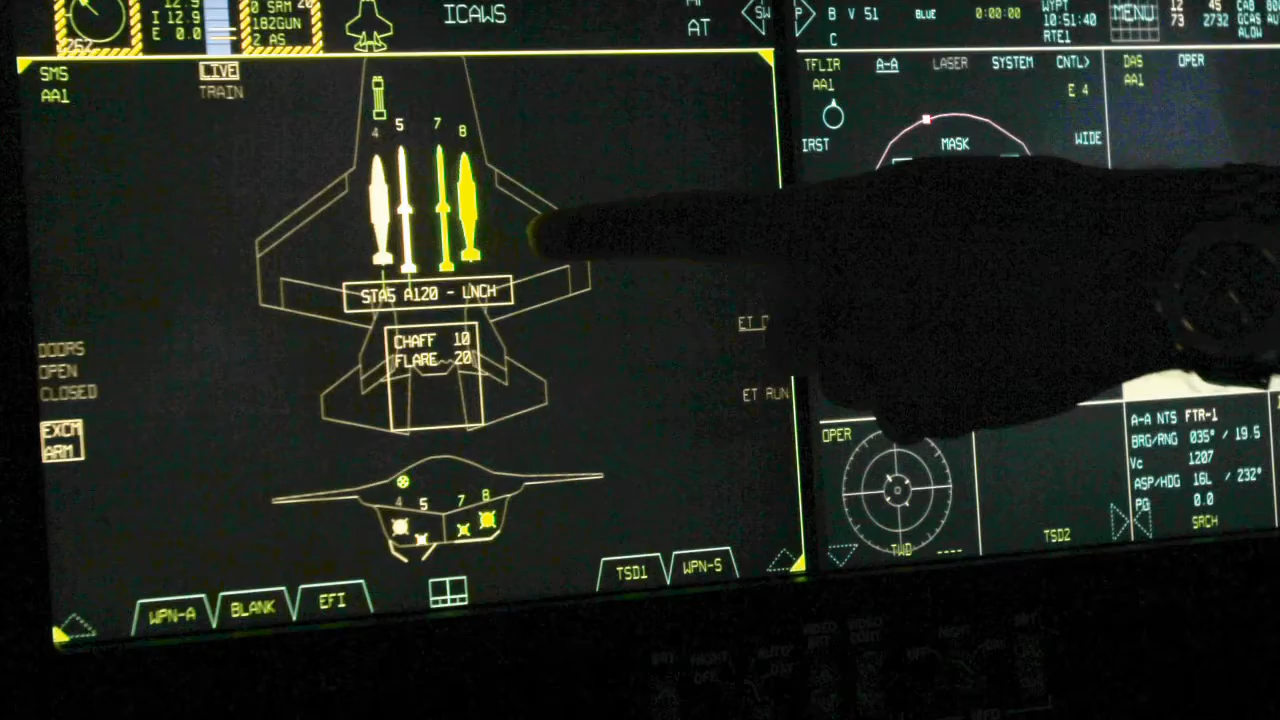 12.9
I 12.9
E 0.0
0 SRM 20
182GUN
2 AS
ICAWS
AT
SW
P
B V 51
C
BLUE
0:00:00
WYPT
10:51:40
RTE1
MENU
12 45
73 2732
CAB
GCAS
ALOW
SMS
AA1
LIVE
TRAIN
4 5 7 8
STA5 A120 - LNCH
CHAFF 10
FLARE 20
DOORS
OPEN
CLOSED
EXCM
ARM
ET RUN
4 5 7 8
WPN-A
BLANK
EFI
TSD1
WPN-S
TFLIR
AA1
A-A
LASER
SYSTEM
CNTL>
E 4
IRST
MASK
WIDE
DAS
AA1
OPER
OPER
TWD
----
TSD2
A-A NTS FTR-1
BRG/RNG 035° / 19.5
Vc 1207
ASP/HDG 16L / 232°
PG 0.0
SRCH